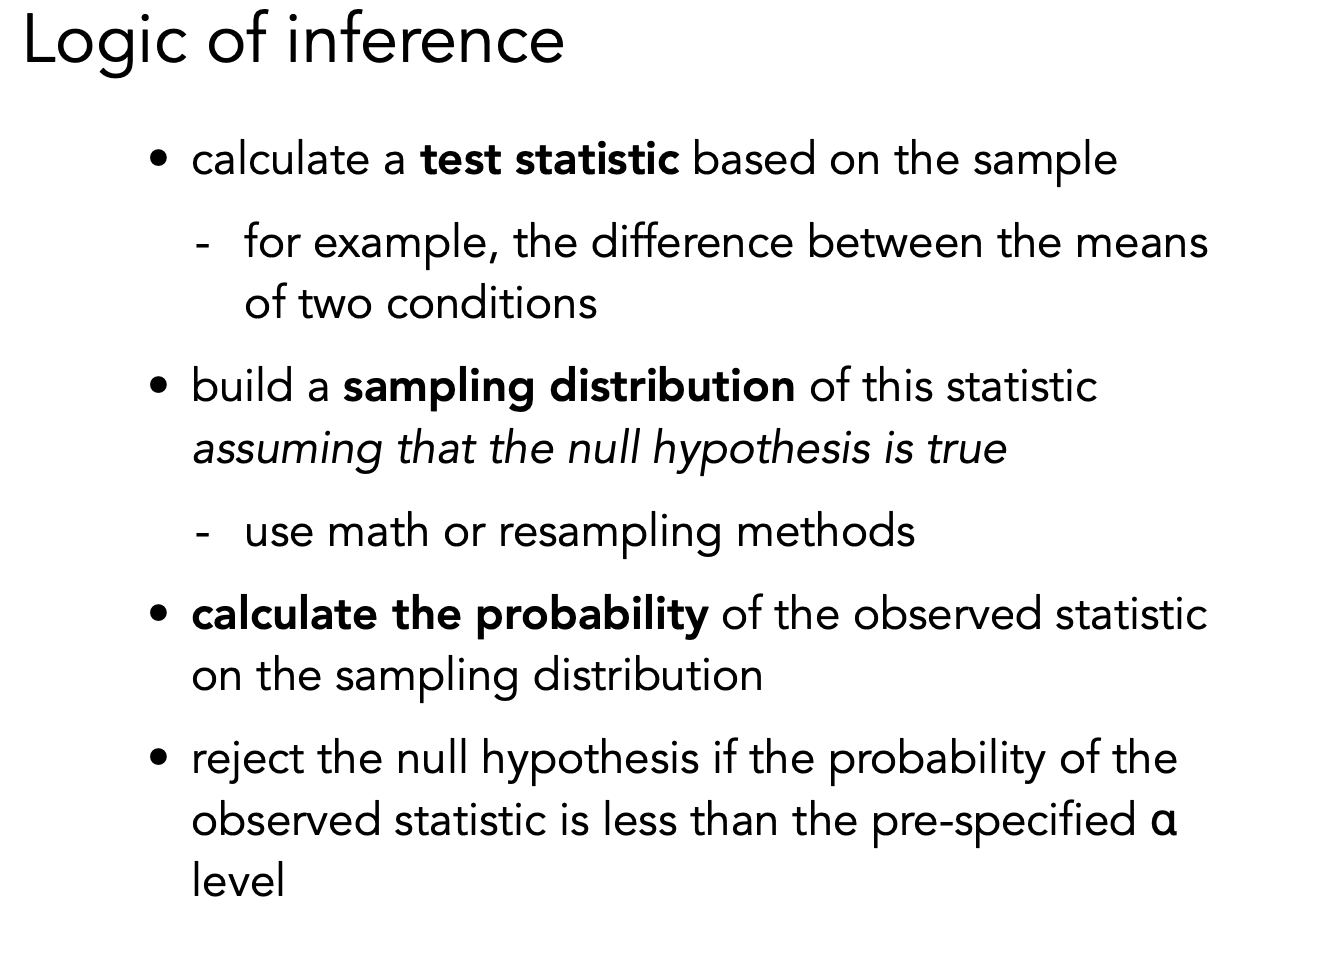 Logic of inference
• calculate a test statistic based on the sample
- for example, the difference between the means
of two conditions
• build a sampling distribution of this statistic
assuming that the null hypothesis is true
- use math or resampling methods
• calculate the probability of the observed statistic
on the sampling distribution
• reject the null hypothesis if the probability of the
observed statistic is less than the pre-specified α
level